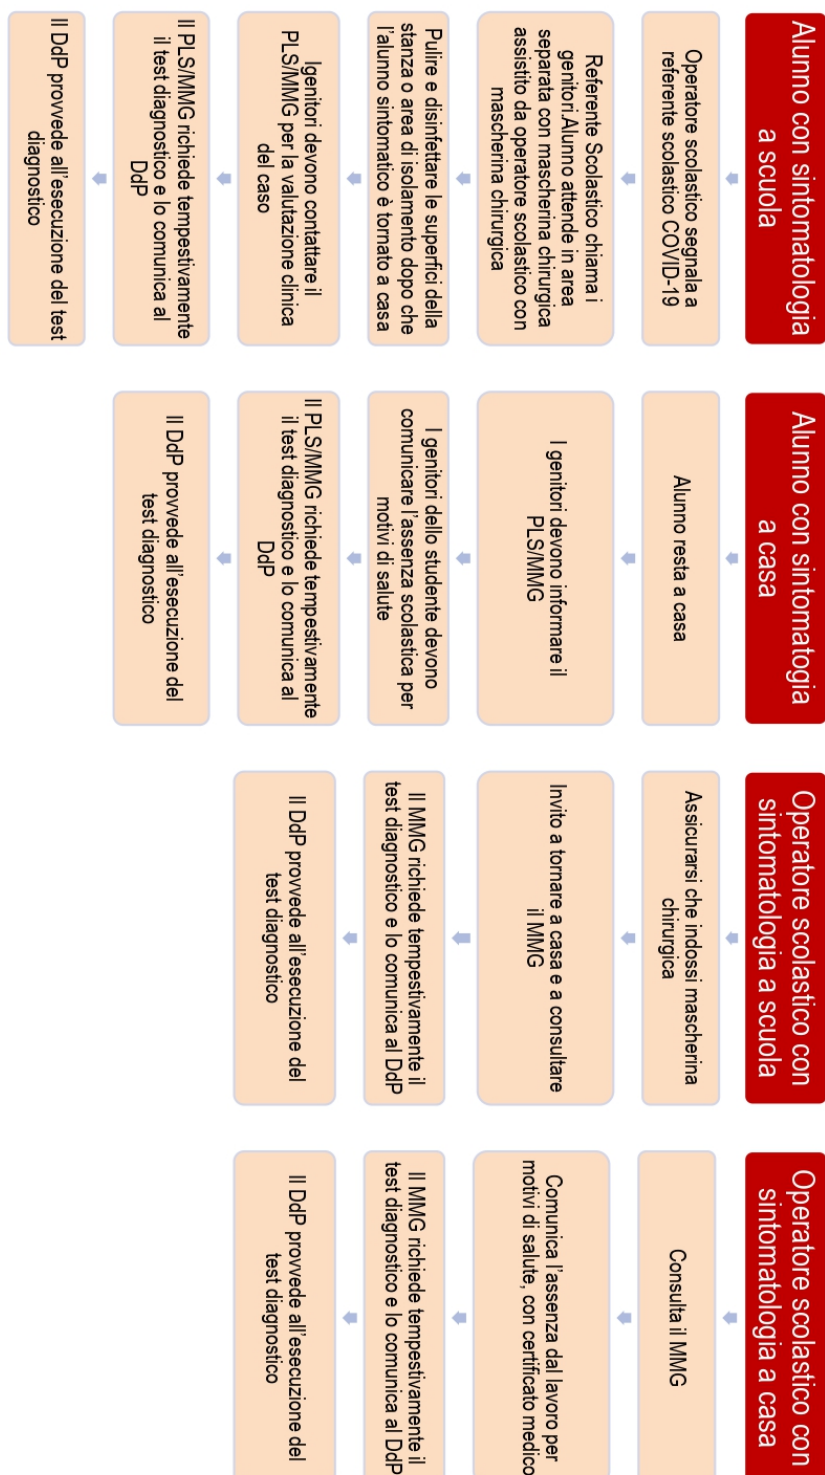 Alunno con sintomatologia
a scuola
Operatore scolastico segnala a
referente scolastico COVID-19
Referente Scolastico chiama i
genitori.Alunno attende in area
separata con mascherina chirurgica
assistito da operatore scolastico con
mascherina chirurgica
Pulire e disinfettare le superfici della
stanza o area di isolamento dopo che
l'alunno sintomatico è tornato a casa
Igenitori devono contattare il
PLS/MMG per la valutazione clinica
del caso
Il PLS/MMG richiede tempestivamente
il test diagnostico e lo comunica al
DdP
Il DdP provvede all'esecuzione del test
diagnostico
Alunno con sintomatogia
a casa
Alunno resta a casa
I genitori devono informare il
PLS/MMG
I genitori dello studente devono
comunicare l'assenza scolastica per
motivi di salute
Il PLS/MMG richiede tempestivamente
il test diagnostico e lo comunica al
DdP
Il DdP provvede all'esecuzione del
test diagnostico
Operatore scolastico con
sintomatologia a scuola
Assicurarsi che indossi mascherina
chirurgica
Invito a tornare a casa e a consultare
il MMG
Il MMG richiede tempestivamente il
test diagnostico e lo comunica al DdP
Il DdP provvede all'esecuzione del
test diagnostico
Operatore scolastico con
sintomatologia a casa
Consulta il MMG
Comunica l'assenza dal lavoro per
motivi di salute, con certificato medico
Il MMG richiede tempestivamente il
test diagnostico e lo comunica al DdP
Il DdP provvede all'esecuzione del
test diagnostico